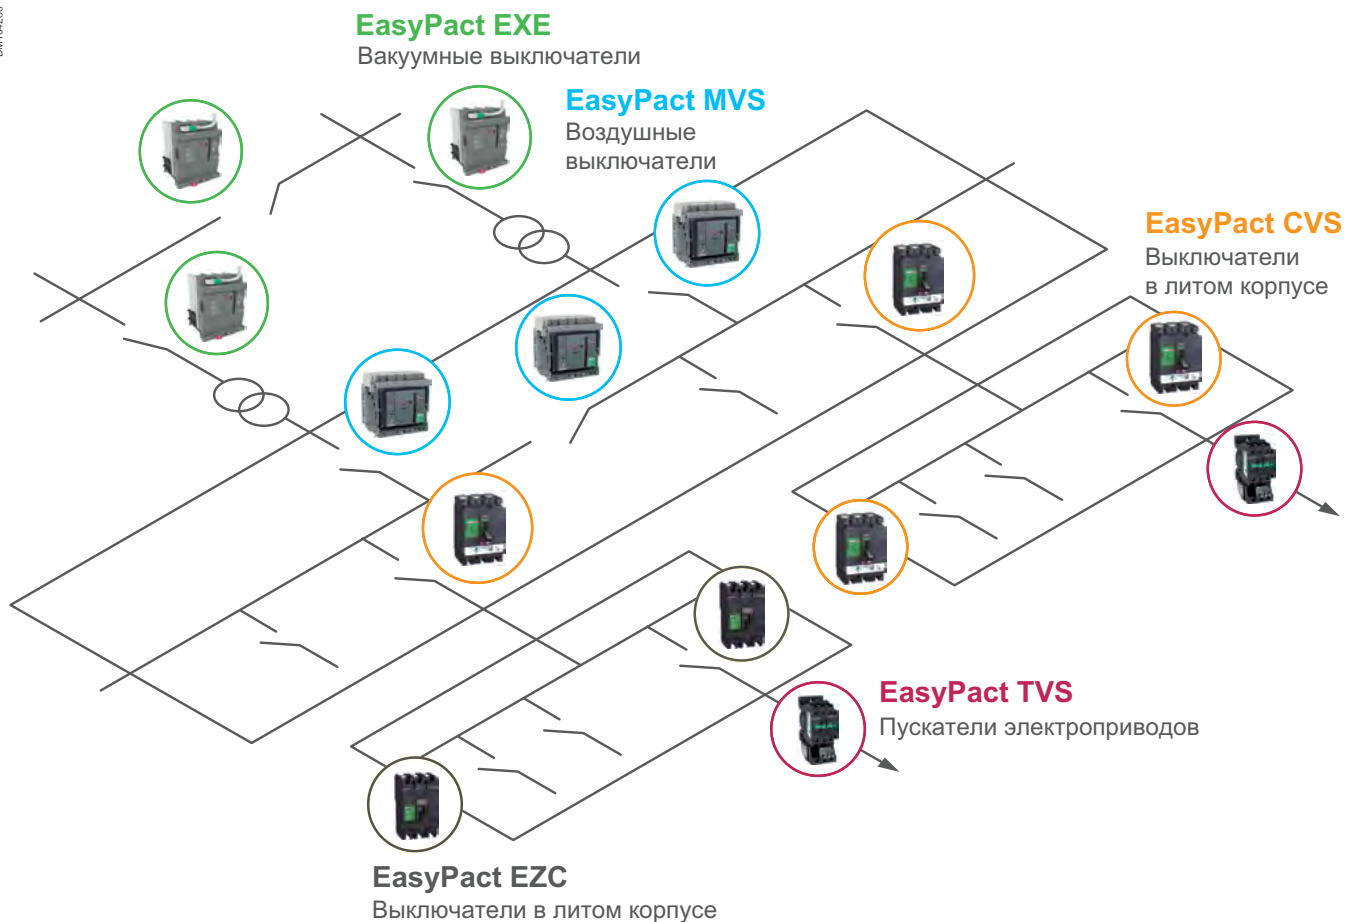 EasyPact EXE
Вакуумные выключатели
EasyPact MVS
Воздушные
выключатели
EasyPact CVS
Выключатели
в литом корпусе
EasyPact TVS
Пускатели электроприводов
EasyPact EZC
Выключатели в литом корпусе